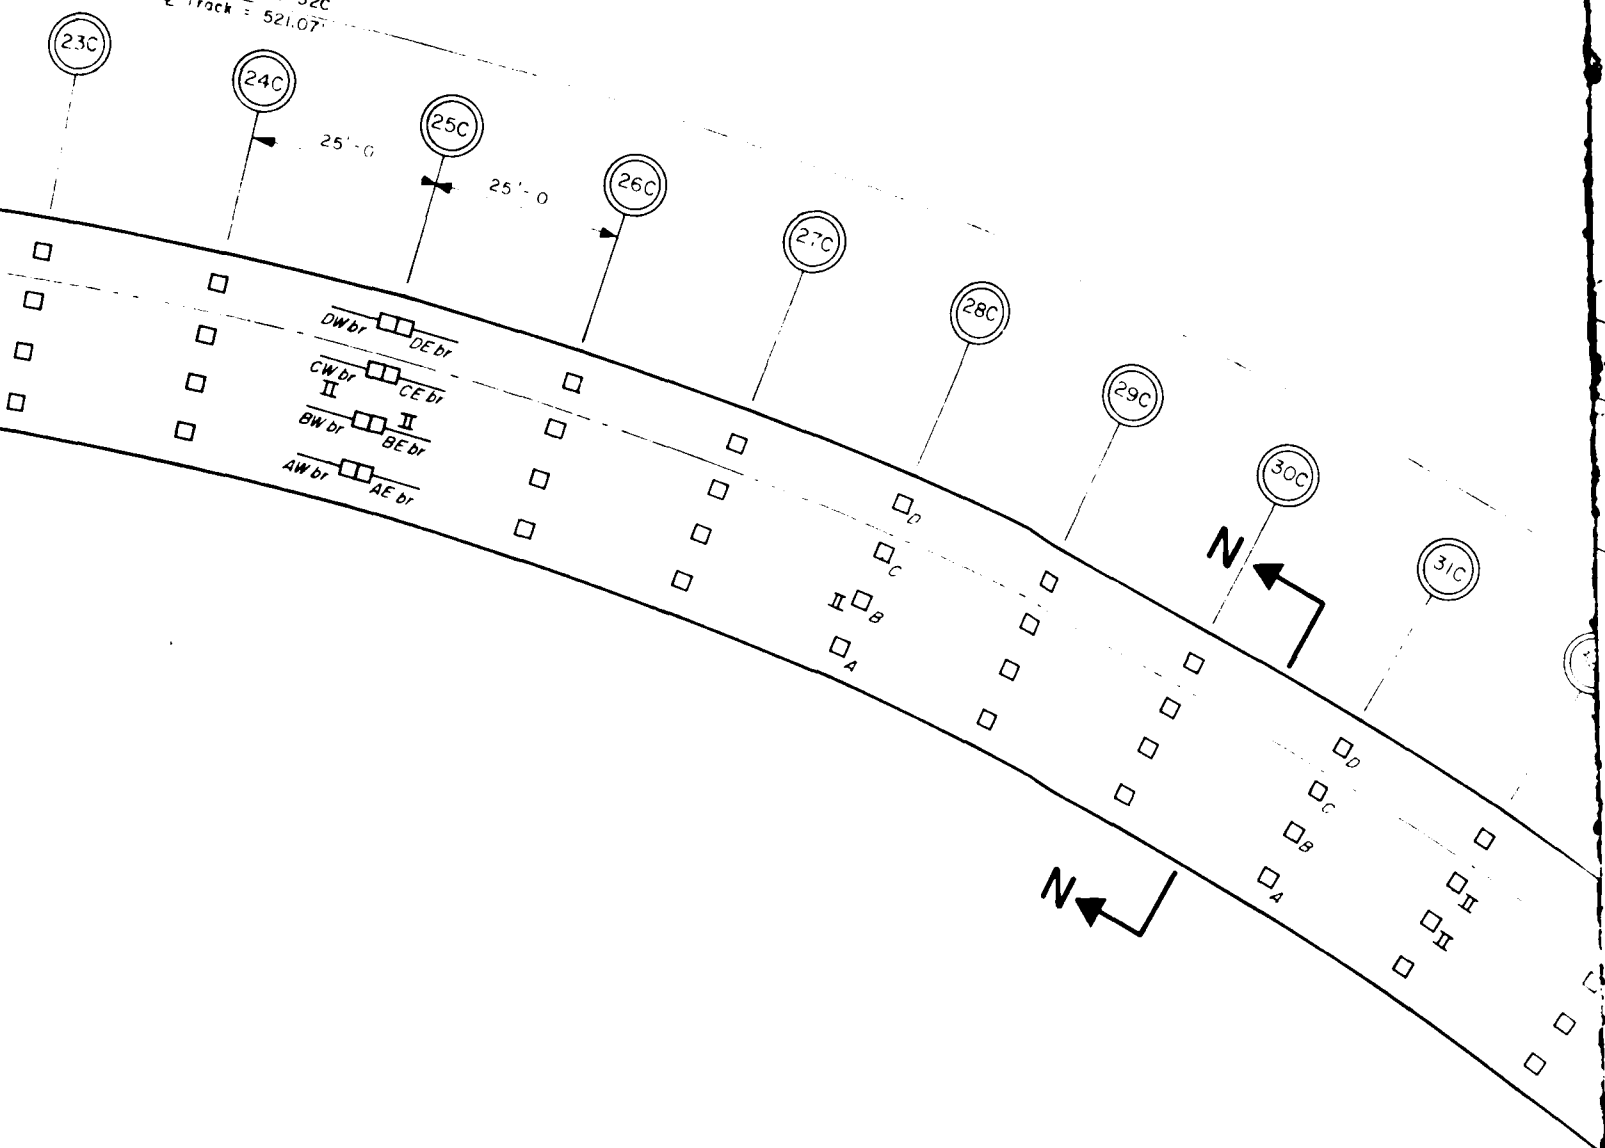 32C
℄ Track = 521.07'
23C
24C
25C
26C
27C
28C
29C
30C
31C
25'-0
25'-0
DW br
DE br
CW br
CE br
II
II
BW br
BE br
AW br
AE br
D
C
II
B
A
N
D
C
B
A
N
II
II